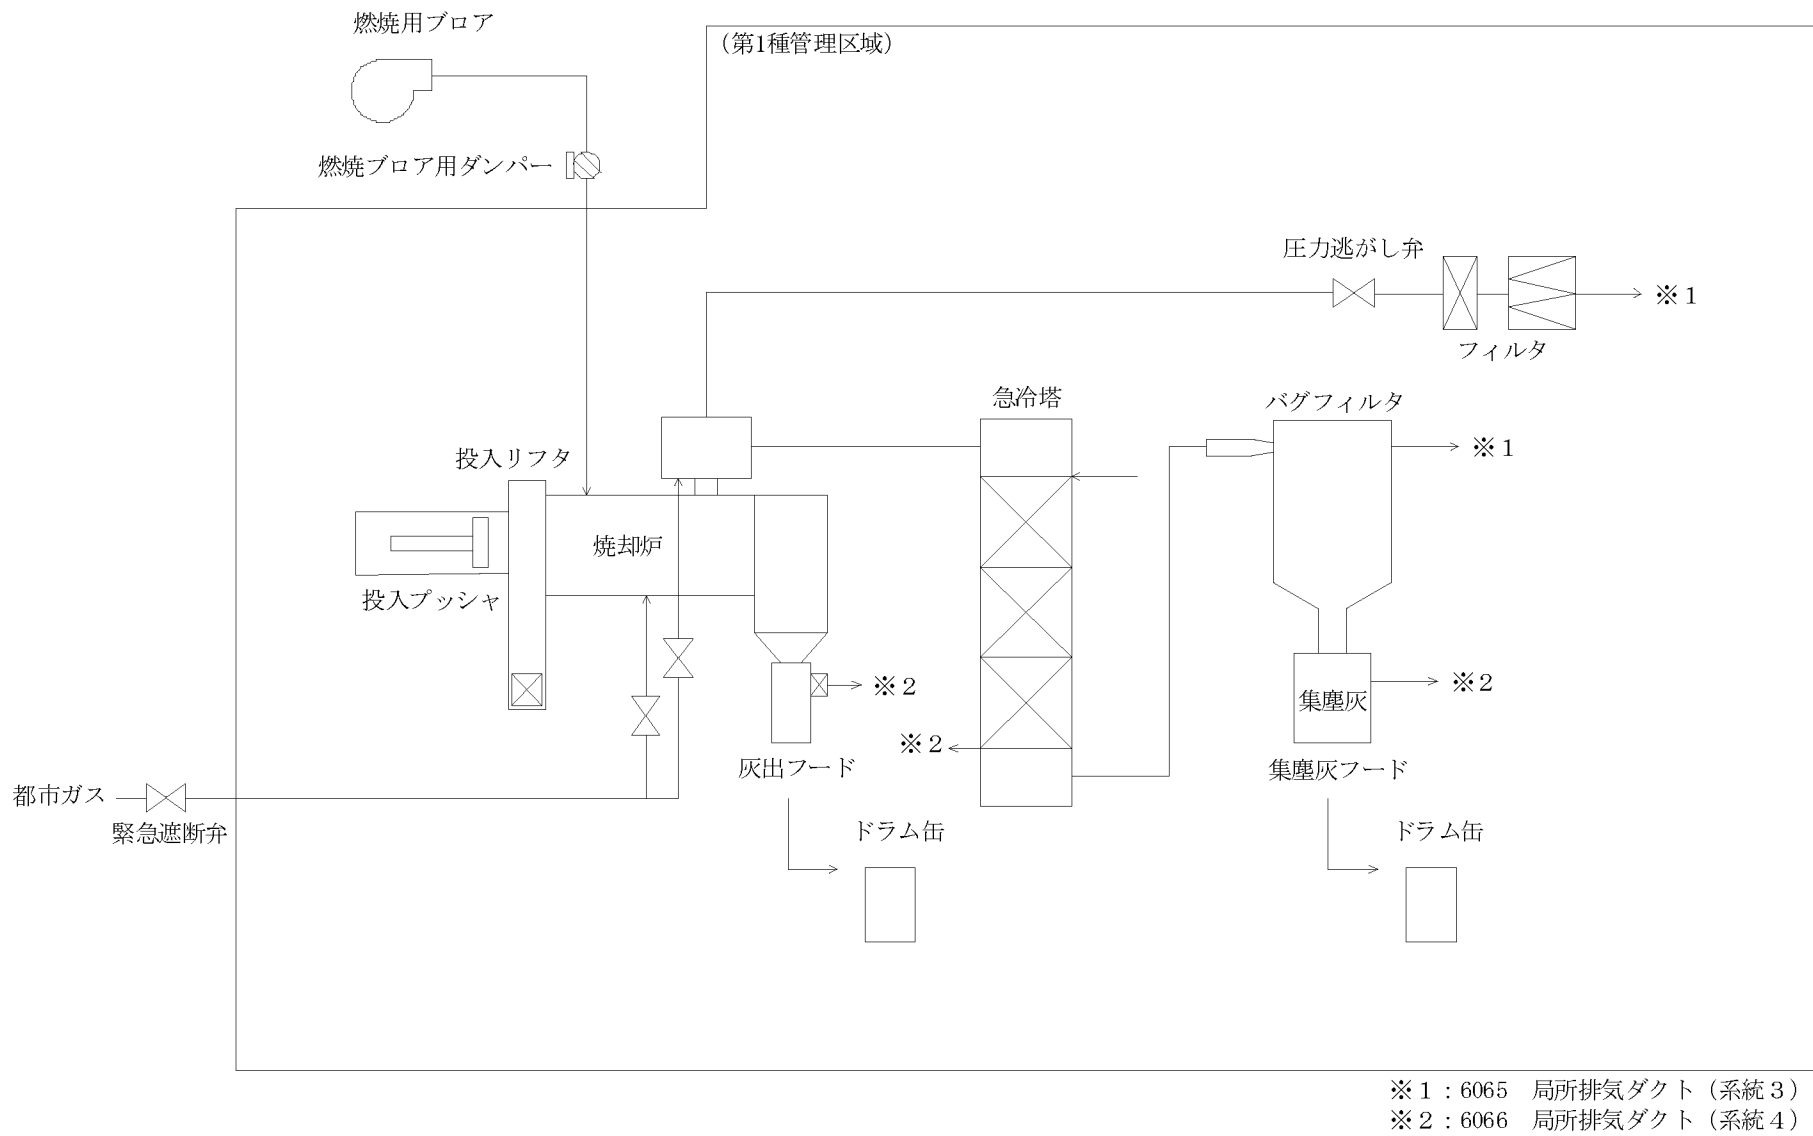 燃焼用ブロア
(第1種管理区域)
燃焼ブロア用ダンパー
圧力逃がし弁
※1
フィルタ
急冷塔
バグフィルタ
※1
投入リフタ
焼却炉
投入プッシャ
※2
※2
集塵灰
※2
灰出フード
集塵灰フード
都市ガス
緊急遮断弁
ドラム缶
ドラム缶
※1:6065 局所排気ダクト(系統3)
※2:6066 局所排気ダクト(系統4)